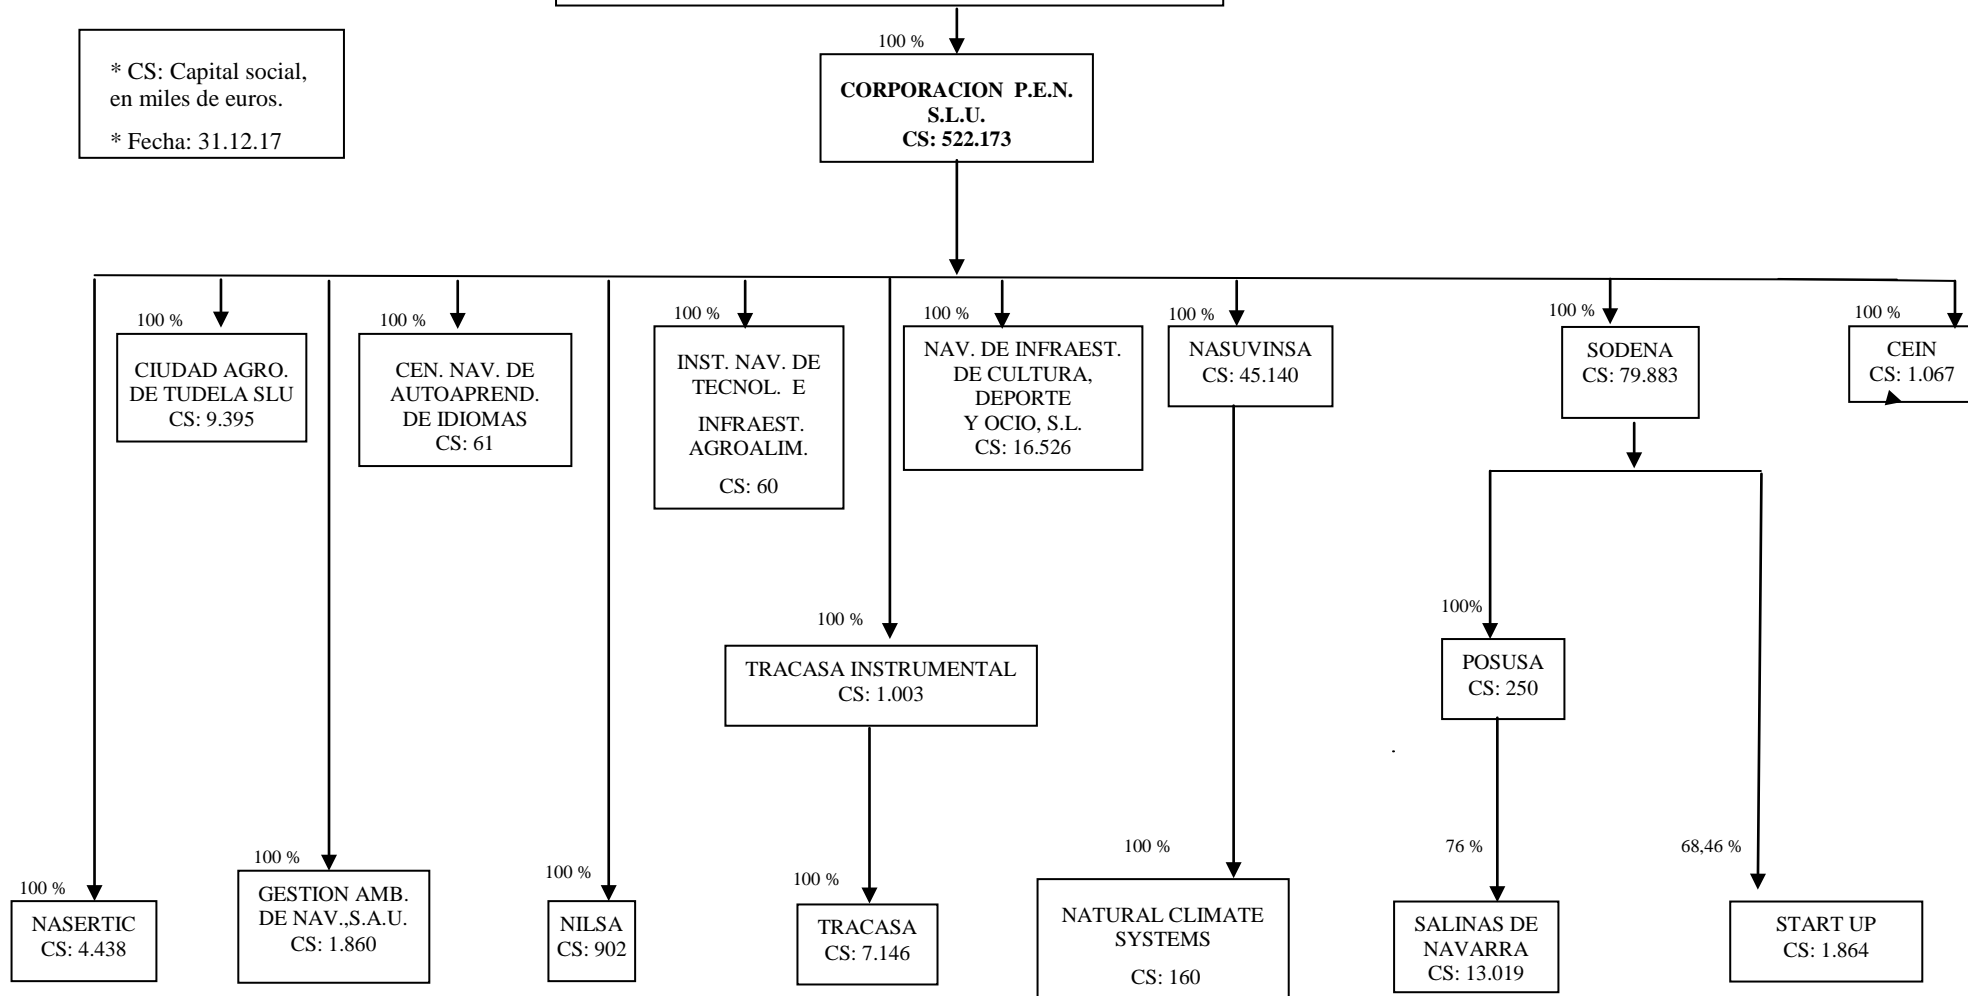 100 %
* CS: Capital social,
en miles de euros.
* Fecha: 31.12.17
CORPORACION P.E.N.
S.L.U.
CS: 522.173
100 %
CIUDAD AGRO.
DE TUDELA SLU
CS: 9.395
100 %
CEN. NAV. DE
AUTOAPREND.
DE IDIOMAS
CS: 61
100 %
INST. NAV. DE
TECNOL. E
INFRAEST.
AGROALIM.
CS: 60
100 %
NAV. DE INFRAEST.
DE CULTURA,
DEPORTE
Y OCIO, S.L.
CS: 16.526
100 %
NASUVINSA
CS: 45.140
100 %
SODENA
CS: 79.883
100 %
CEIN
CS: 1.067
100 %
TRACASA INSTRUMENTAL
CS: 1.003
100%
POSUSA
CS: 250
100 %
NASERTIC
CS: 4.438
100 %
GESTION AMB.
DE NAV.,S.A.U.
CS: 1.860
100 %
NILSA
CS: 902
100 %
TRACASA
CS: 7.146
100 %
NATURAL CLIMATE
SYSTEMS
CS: 160
76 %
SALINAS DE
NAVARRA
CS: 13.019
68,46 %
START UP
CS: 1.864